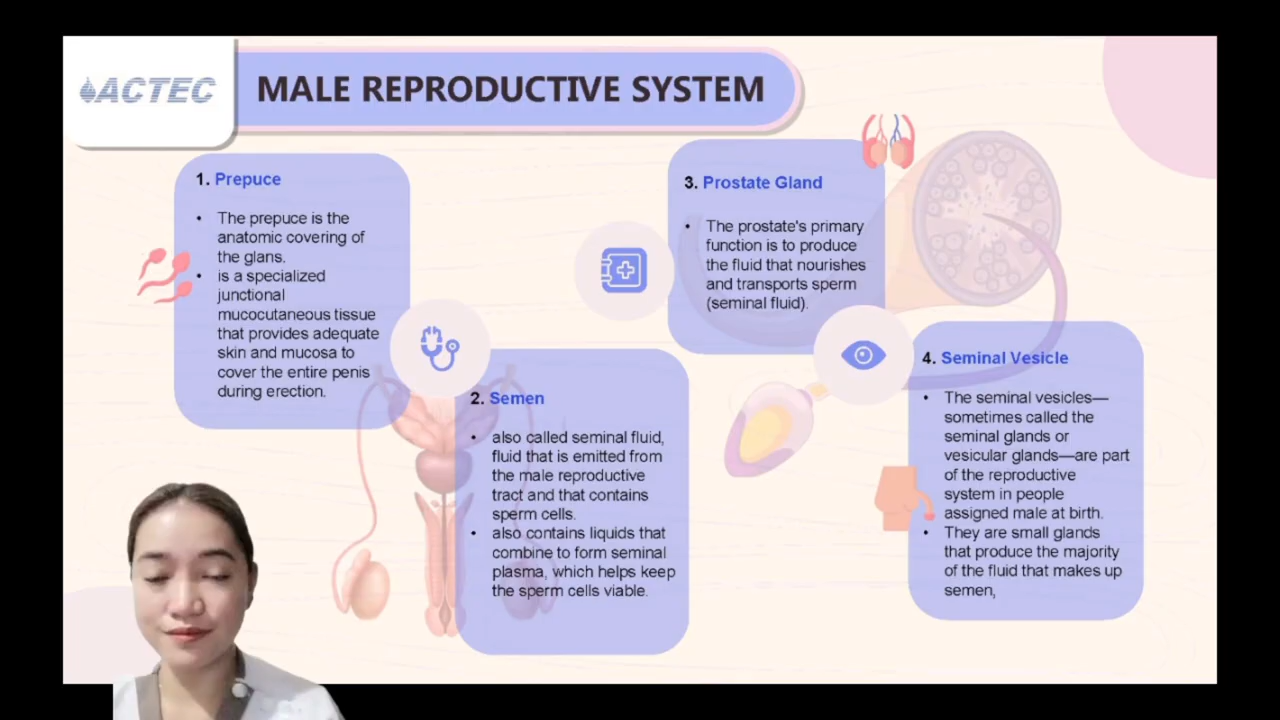 ACTEC
MALE REPRODUCTIVE SYSTEM
1. Prepuce
• The prepuce is the
anatomic covering of
the glans.
• is a specialized
junctional
mucocutaneous tissue
that provides adequate
skin and mucosa to
cover the entire penis
during erection.
2. Semen
• also called seminal fluid,
fluid that is emitted from
the male reproductive
tract and that contains
sperm cells.
• also contains liquids that
combine to form seminal
plasma, which helps keep
the sperm cells viable.
3. Prostate Gland
• The prostate's primary
function is to produce
the fluid that nourishes
and transports sperm
(seminal fluid).
4. Seminal Vesicle
• The seminal vesicles—
sometimes called the
seminal glands or
vesicular glands—are part
of the reproductive
system in people
assigned male at birth.
• They are small glands
that produce the majority
of the fluid that makes up
semen,